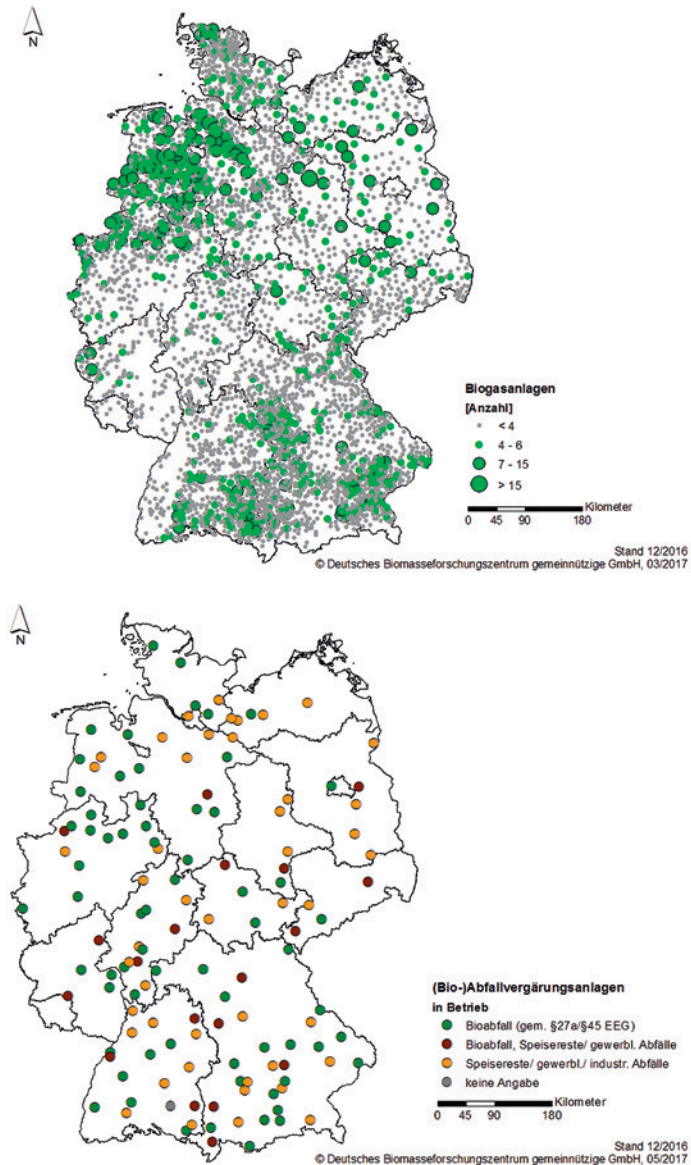 N
Biogasanlagen
[Anzahl]
< 4
4 - 6
7 - 15
> 15
Kilometer
0 45 90 180
Stand 12/2016
© Deutsches Biomasseforschungszentrum gemeinnützige GmbH, 03/2017
N
(Bio-)Abfallvergärungsanlagen
in Betrieb
Bioabfall (gem. §27a/§45 EEG)
Bioabfall, Speisereste/ gewerbl. Abfälle
Speisereste/ gewerbl./ industr. Abfälle
keine Angabe
Kilometer
0 45 90 180
Stand 12/2016
© Deutsches Biomasseforschungszentrum gemeinnützige GmbH, 05/2017